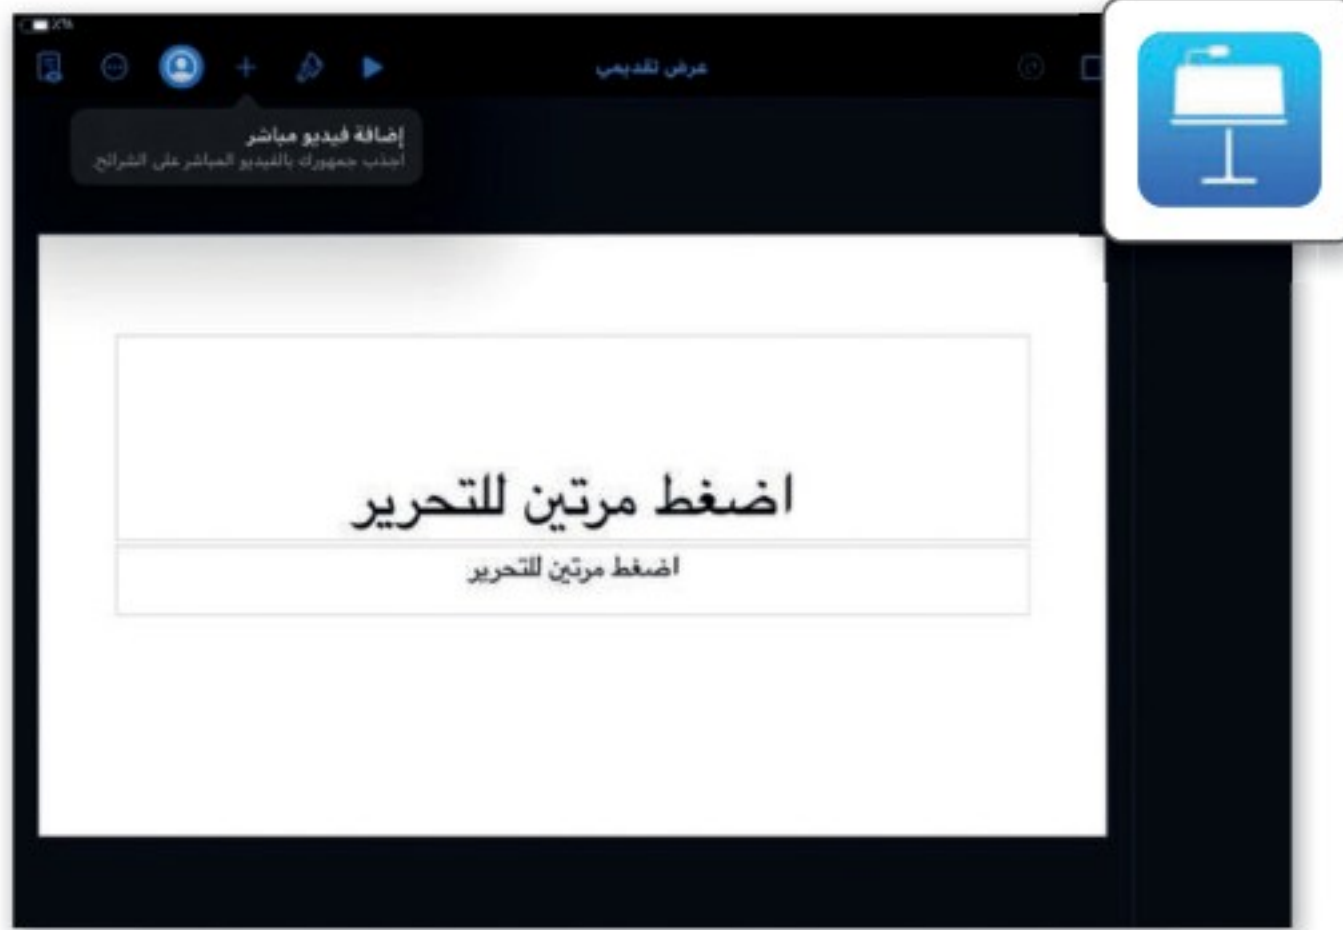 عرض تقديمي
إضافة فيديو مباشر
اجذب جمهورك بالفيديو المباشر على الشرائح.
اضغط مرتين للتحرير
اضغط مرتين للتحرير